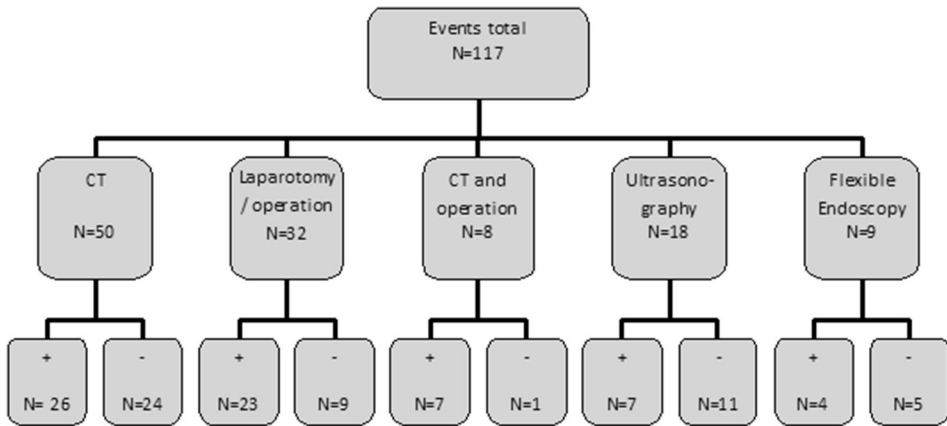 Events total
N=117
CT
N=50
Laparotomy
/ operation
N=32
CT and
operation
N=8
Ultrasono-
graphy
N=18
Flexible
Endoscopy
N=9
+
N= 26
-
N=24
+
N=23
-
N=9
+
N=7
-
N=1
+
N=7
-
N=11
+
N=4
-
N=5